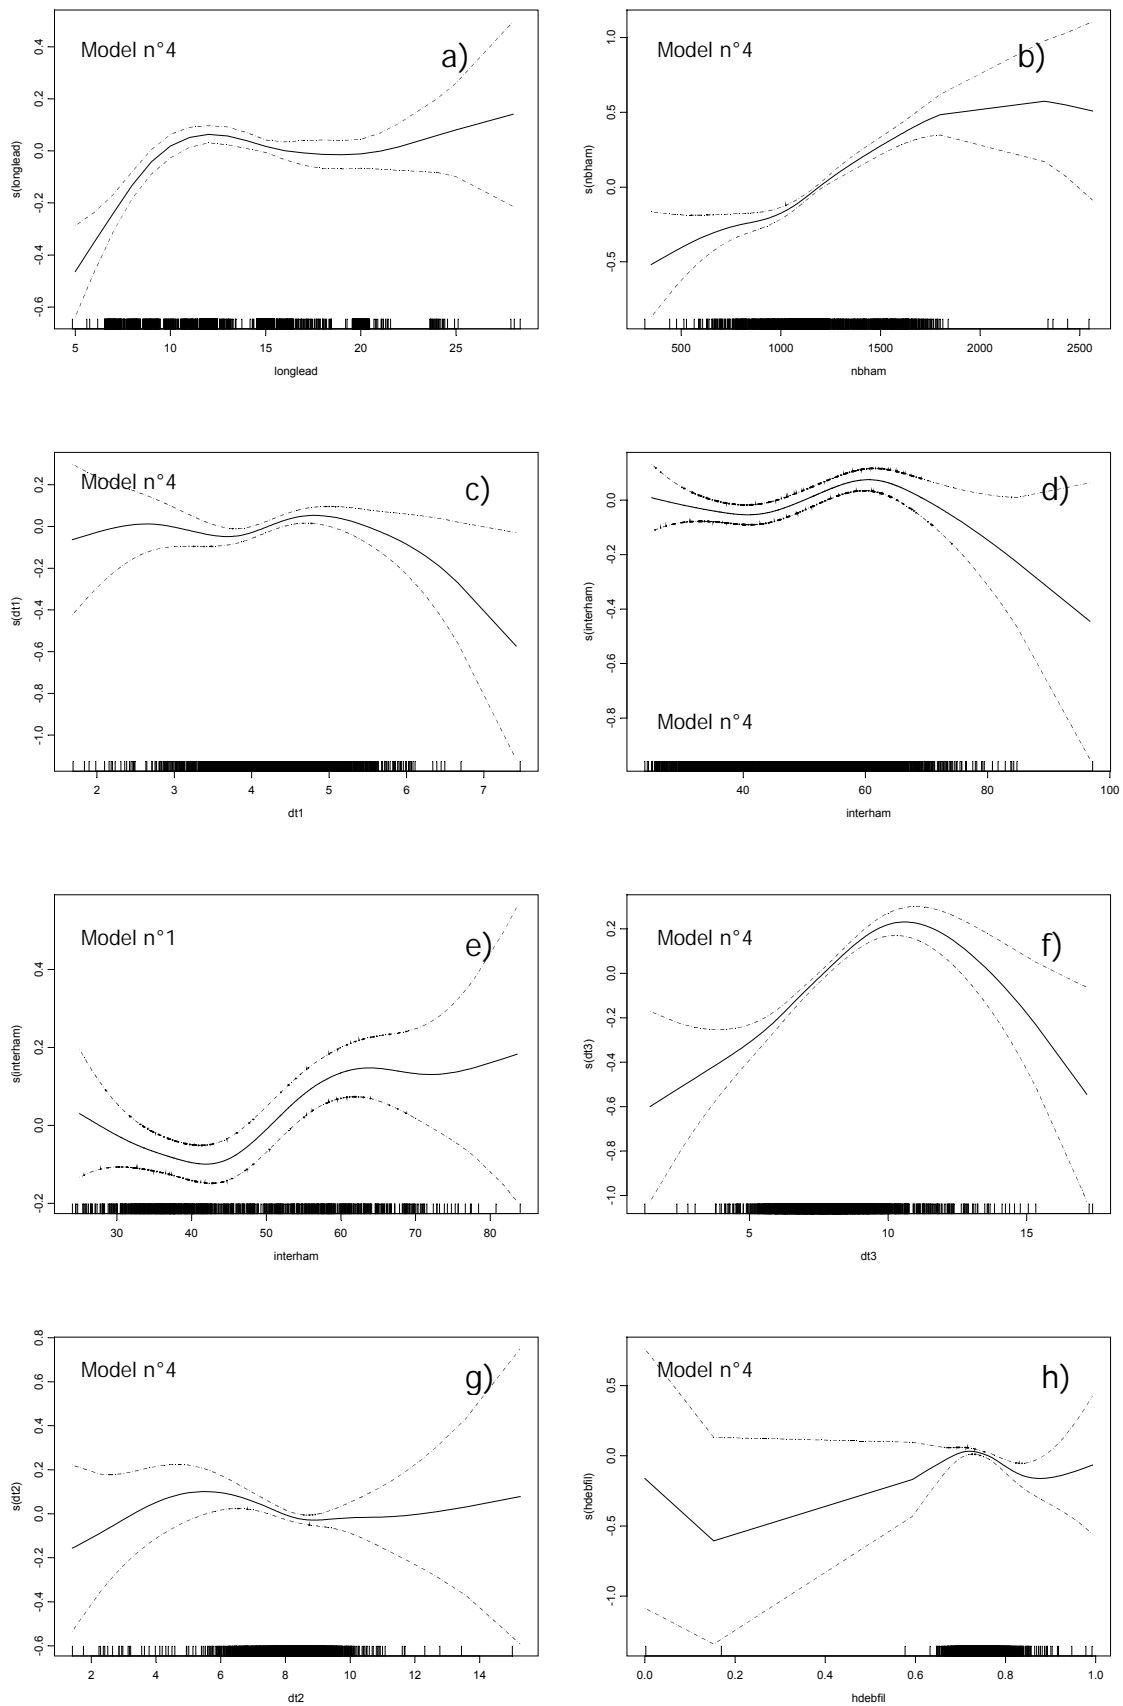 Model n°4
a)
s(longlead)
0.4
0.2
0.0
-0.2
-0.4
-0.6
5 10 15 20 25
longlead
Model n°4
b)
s(nbham)
1.0
0.5
0.0
-0.5
500 1000 1500 2000 2500
nbham
Model n°4
c)
s(dt1)
0.2
0.0
-0.2
-0.4
-0.6
-0.8
-1.0
2 3 4 5 6 7
dt1
d)
s(interham)
0.0
-0.2
-0.4
-0.6
-0.8
Model n°4
40 60 80 100
interham
Model n°1
e)
s(interham)
0.4
0.2
0.0
-0.2
30 40 50 60 70 80
interham
Model n°4
f)
s(dt3)
0.2
0.0
-0.2
-0.4
-0.6
-0.8
-1.0
5 10 15
dt3
Model n°4
g)
s(dt2)
0.8
0.6
0.4
0.2
0.0
-0.2
-0.4
-0.6
2 4 6 8 10 12 14
dt2
Model n°4
h)
s(hdebfil)
0.5
0.0
-0.5
-1.0
0.0 0.2 0.4 0.6 0.8 1.0
hdebfil